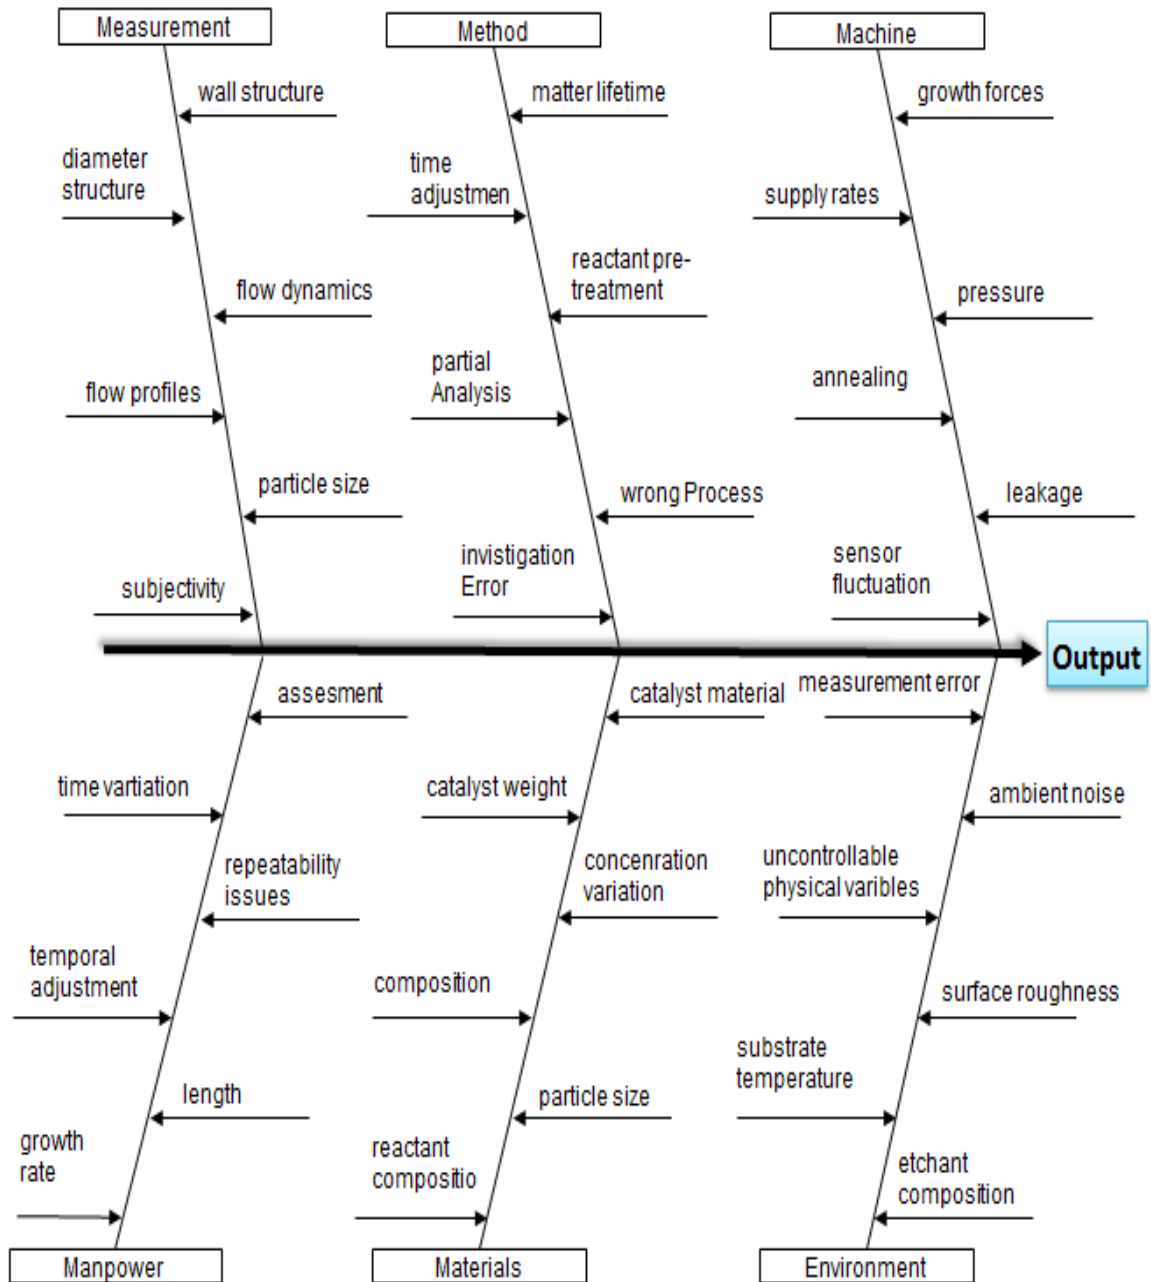 Measurement
Method
Machine
wall structure
matter lifetime
growth forces
diameter
structure
time
adjustmen
supply rates
flow dynamics
reactant pre-
treatment
pressure
flow profiles
partial
Analysis
annealing
particle size
wrong Process
leakage
subjectivity
invistigation
Error
sensor
fluctuation
Output
assesment
catalyst material
measurement error
time vartiation
catalyst weight
ambient noise
repeatability
issues
concenration
variation
uncontrollable
physical varibles
temporal
adjustment
composition
surface roughness
substrate
temperature
length
particle size
growth
rate
reactant
compositio
etchant
composition
Manpower
Materials
Environment